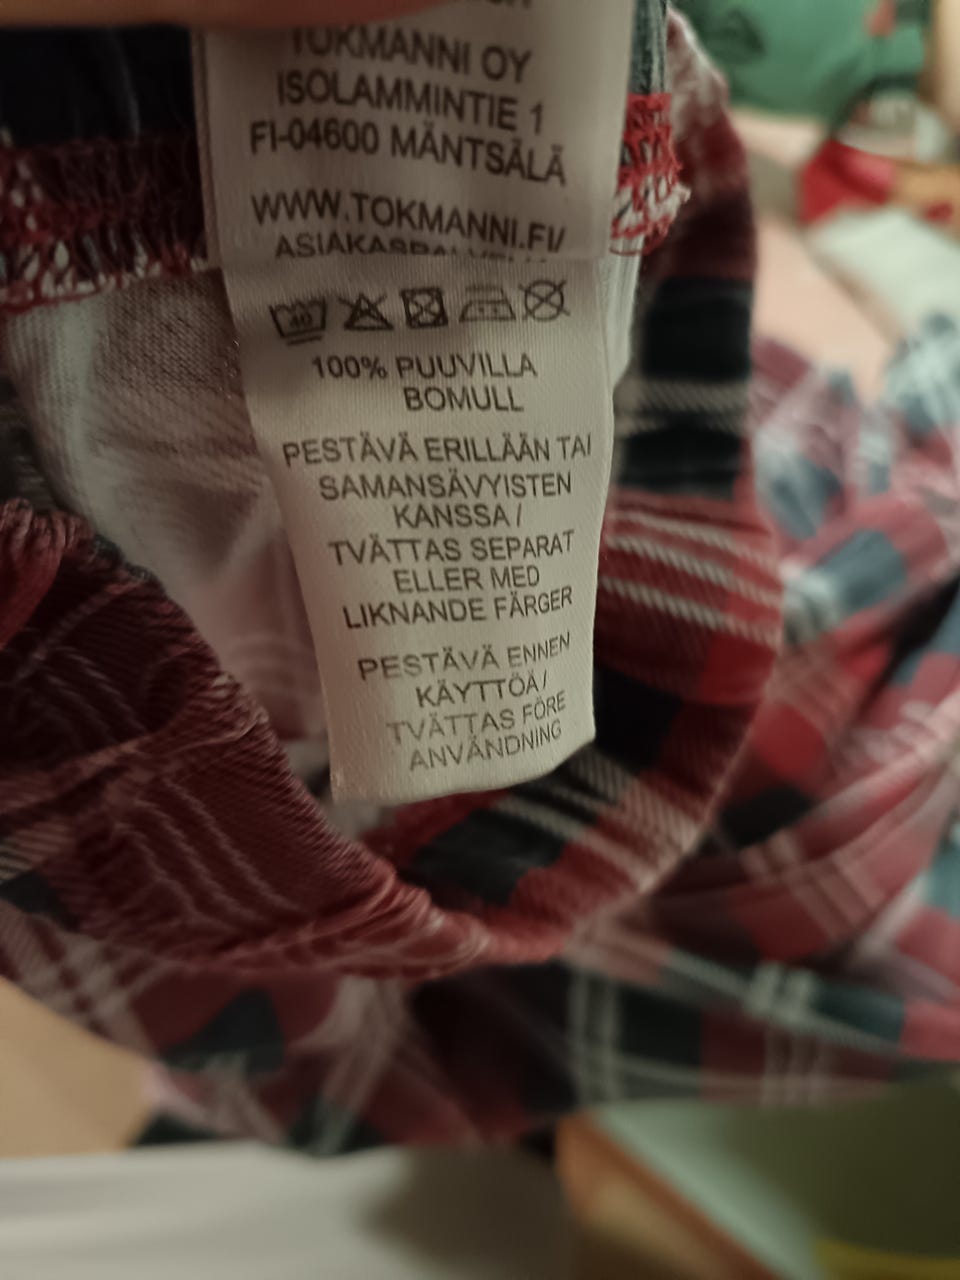 TOKMANNI OY
ISOLAMMINTIE 1
FI-04600 MÄNTSÄLÄ
WWW.TOKMANNI.FI/
40
100% PUUVILLA
BOMULL
PESTÄVÄ ERILLÄÄN TAI
SAMANSÄVYISTEN
KANSSA/
TVÄTTAS SEPARAT
ELLER MED
LIKNANDE FÄRGER
PESTÄVÄ ENNEN
KÄYTTÖÄ/
TVÄTTAS FÖRE
ANVÄNDNING